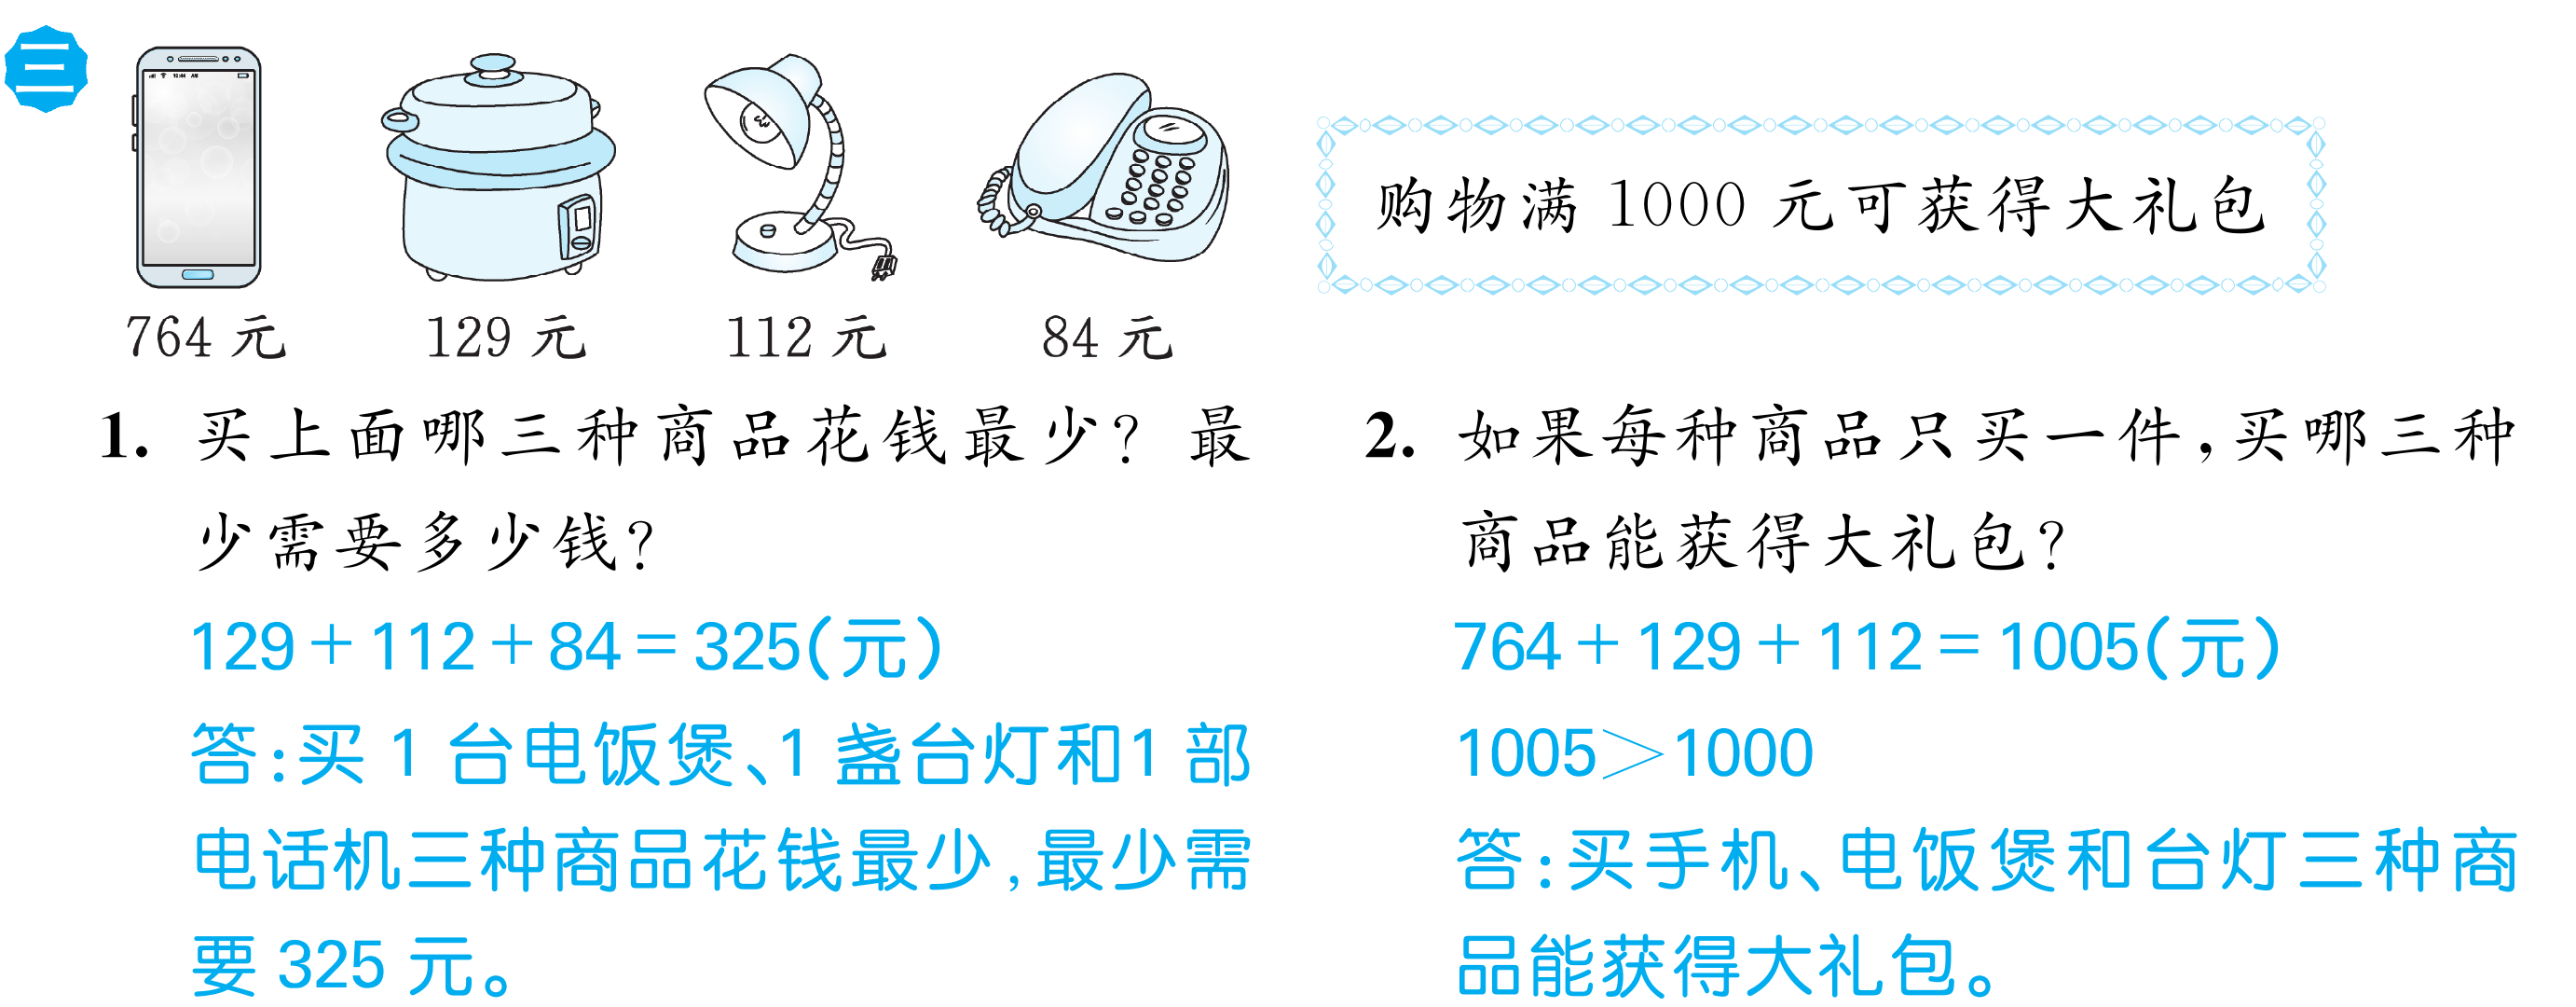 三
764 元 129 元 112 元 84 元
购物满 1000 元可获得大礼包
1. 买上面哪三种商品花钱最少？最
少需要多少钱？
129+112+84=325(元)
答:买 1 台电饭煲、1 盏台灯和1 部
电话机三种商品花钱最少,最少需
要 325 元。
2. 如果每种商品只买一件,买哪三种
商品能获得大礼包？
764+129+112=1005(元)
1005>1000
答:买手机、电饭煲和台灯三种商
品能获得大礼包。